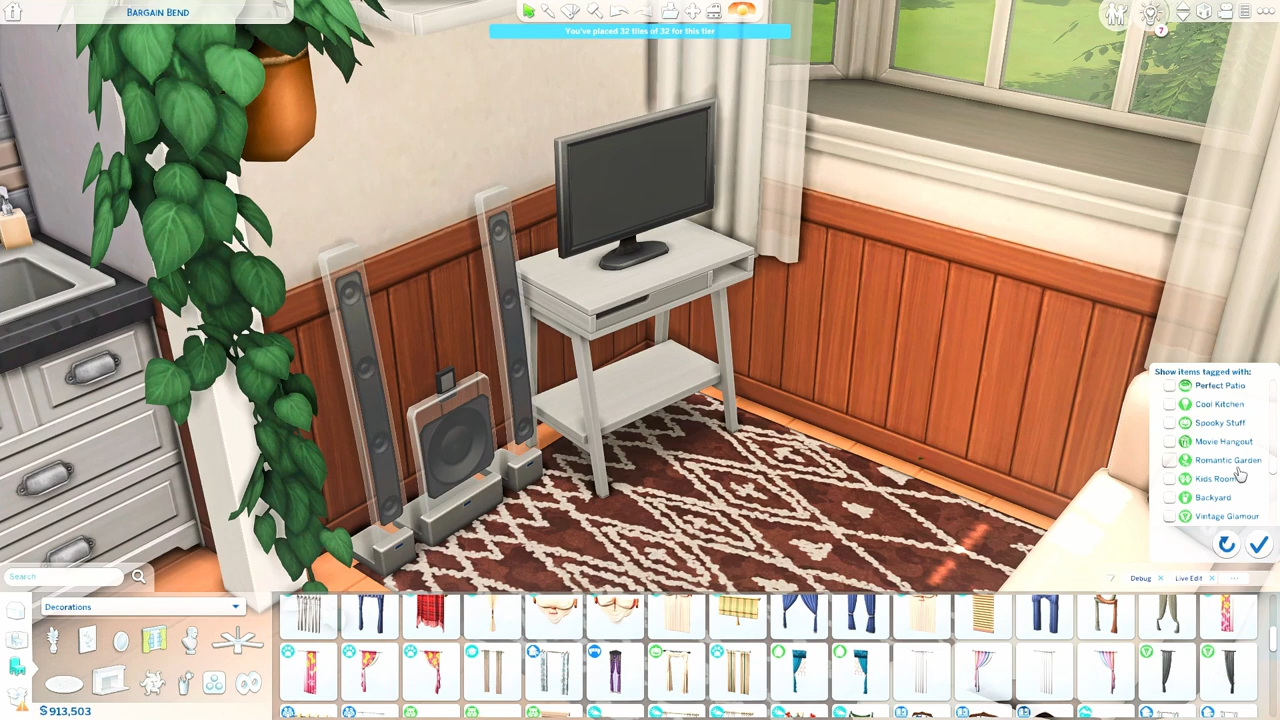 BARGAIN BEND
You've placed 32 tiles of 32 for this tier
7
Show items tagged with:
Perfect Patio
Cool Kitchen
Spooky Stuff
Movie Hangout
Romantic Garden
Kids Room
Backyard
Vintage Glamour
Search
Debug
Live Edit
Decorations
$913,503